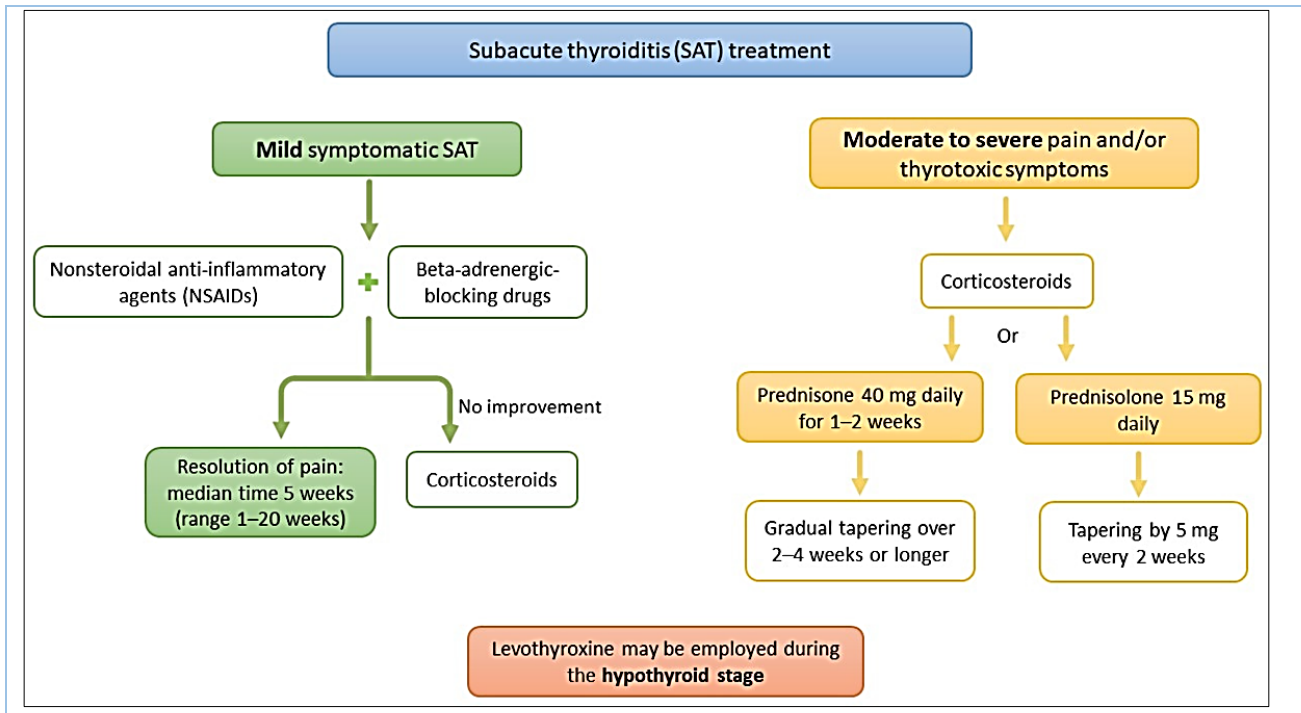 Subacute thyroiditis (SAT) treatment
Mild symptomatic SAT
Nonsteroidal anti-inflammatory
agents (NSAIDs)
Beta-adrenergic-
blocking drugs
No improvement
Resolution of pain:
median time 5 weeks
(range 1–20 weeks)
Corticosteroids
Moderate to severe pain and/or
thyrotoxic symptoms
Corticosteroids
Or
Prednisone 40 mg daily
for 1–2 weeks
Prednisolone 15 mg
daily
Gradual tapering over
2–4 weeks or longer
Tapering by 5 mg
every 2 weeks
Levothyroxine may be employed during
the hypothyroid stage